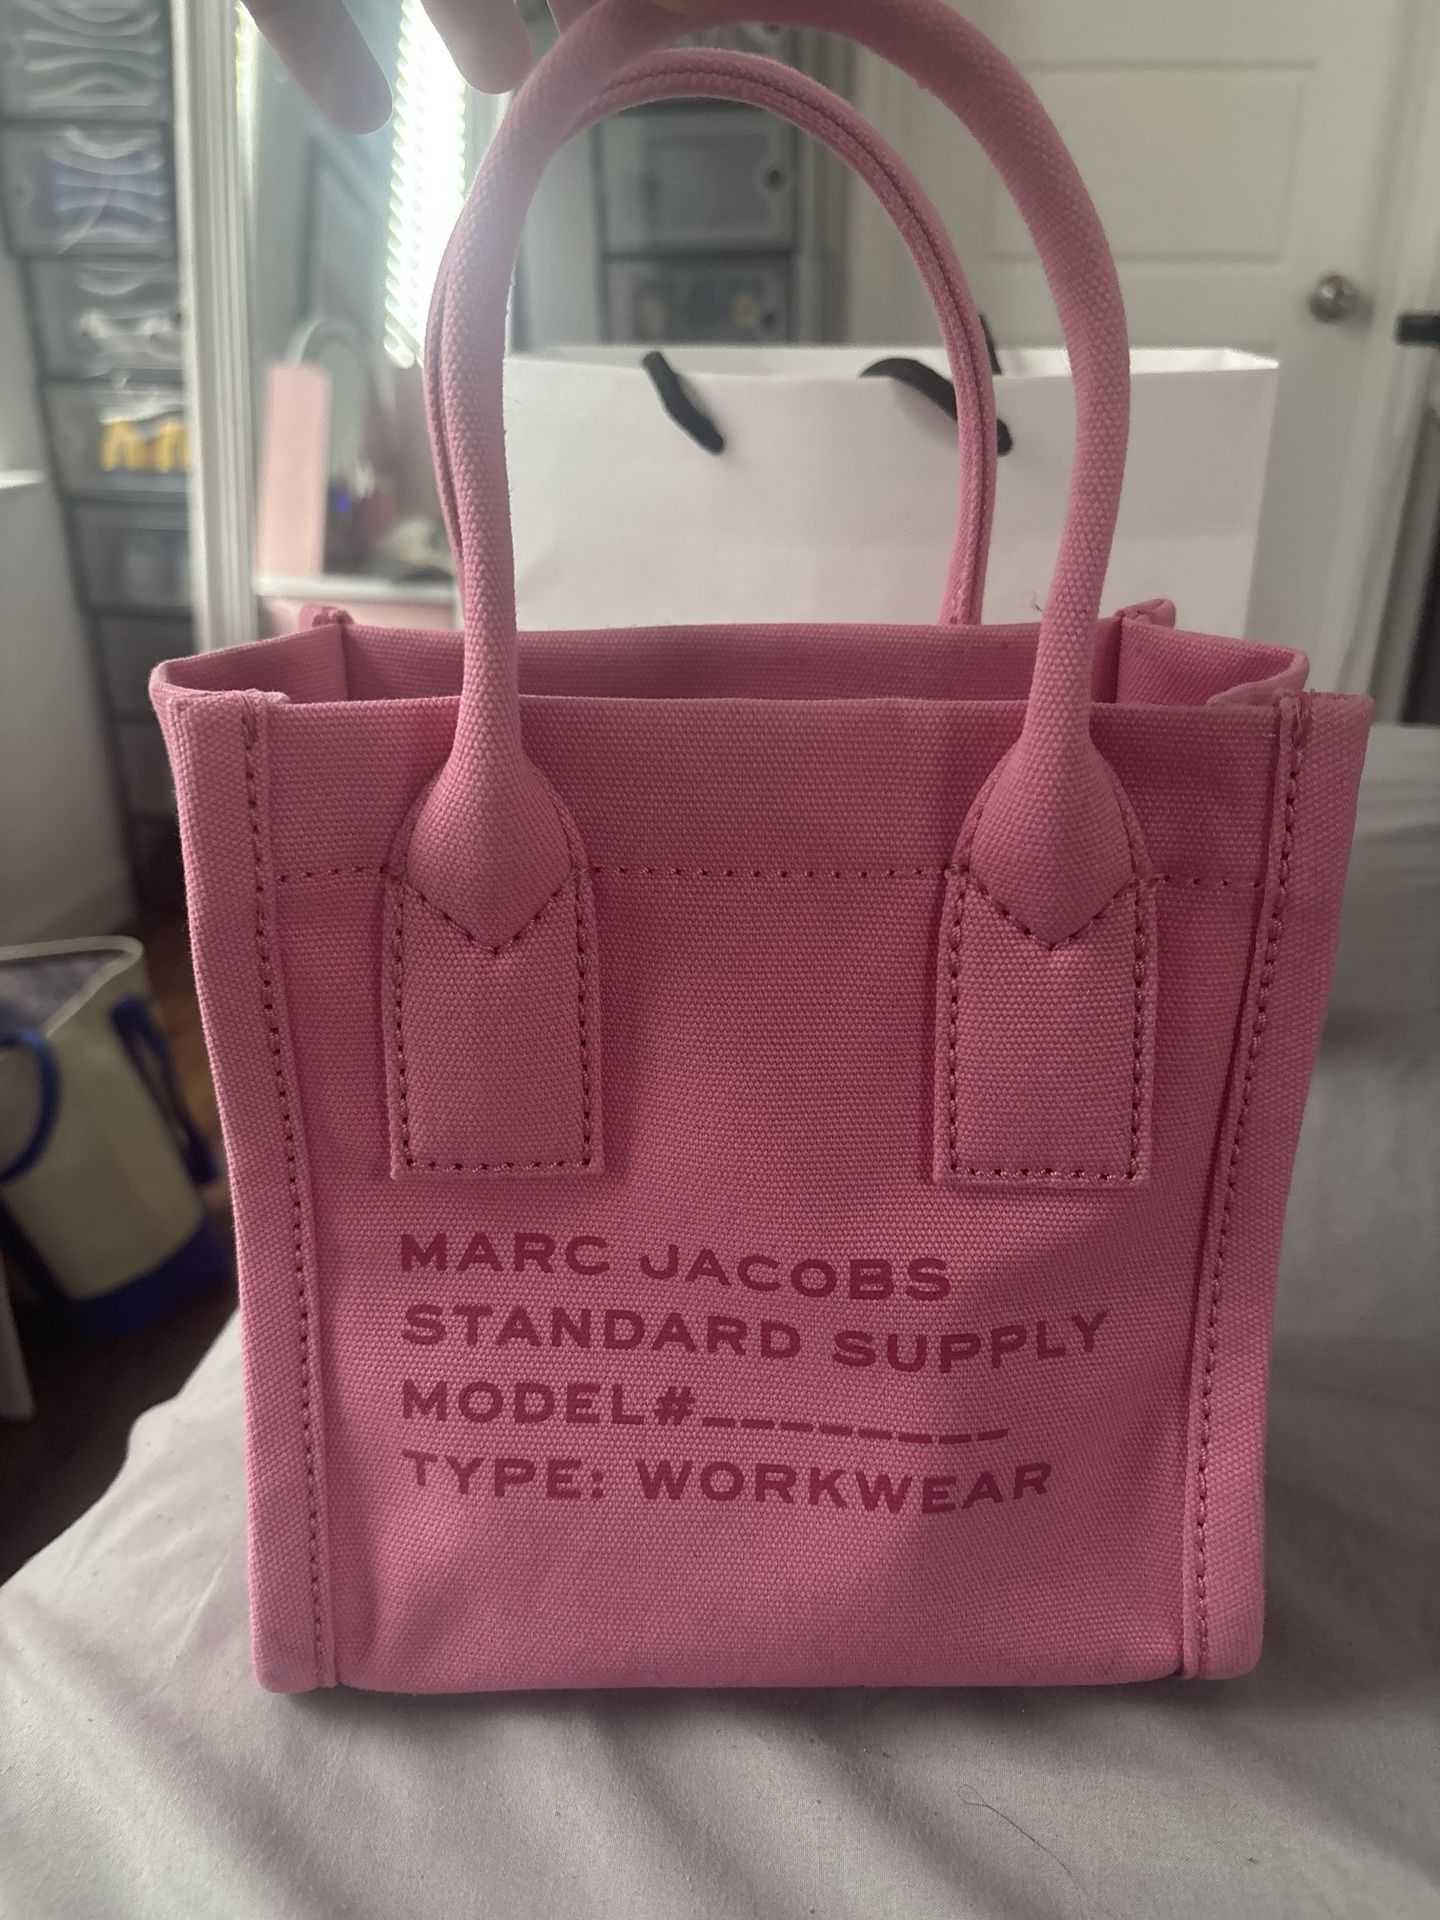 MARC JACOBS
STANDARD SUPPLY
MODEL#________
TYPE: WORKWEAR